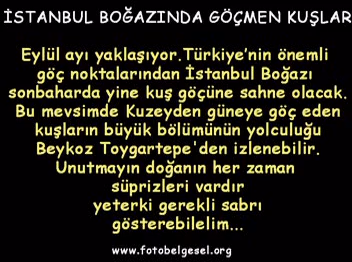 İSTANBUL BOĞAZINDA GÖÇMEN KUŞLAR
Eylül ayı yaklaşıyor.Türkiye'nin önemli
göç noktalarından İstanbul Boğazı
sonbaharda yine kuş göçüne sahne olacak.
Bu mevsimde Kuzeyden güneye göç eden
kuşların büyük bölümünün yolculuğu
Beykoz Toygartepe'den izlenebilir.
Unutmayın doğanın her zaman
süprizleri vardır
yeterki gerekli sabrı
gösterebilelim...
www.fotobelgesel.org